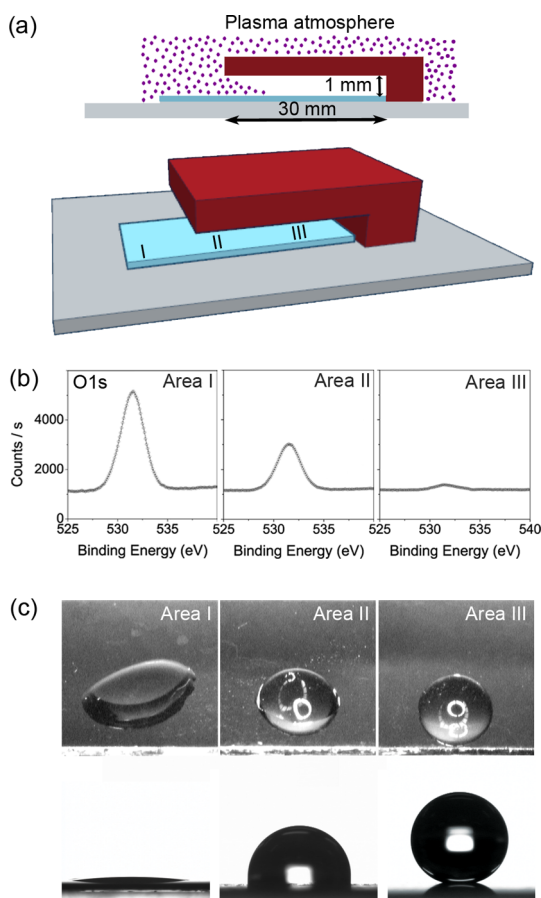 (a)
Plasma atmosphere
1 mm
30 mm
I
II
III
(b)
O1s
Area I
Area II
Area III
Counts / s
4000
2000
0
525 530 535
525 530 535
525 530 535 540
Binding Energy (eV)
Binding Energy (eV)
Binding Energy (eV)
(c)
Area I
Area II
Area III